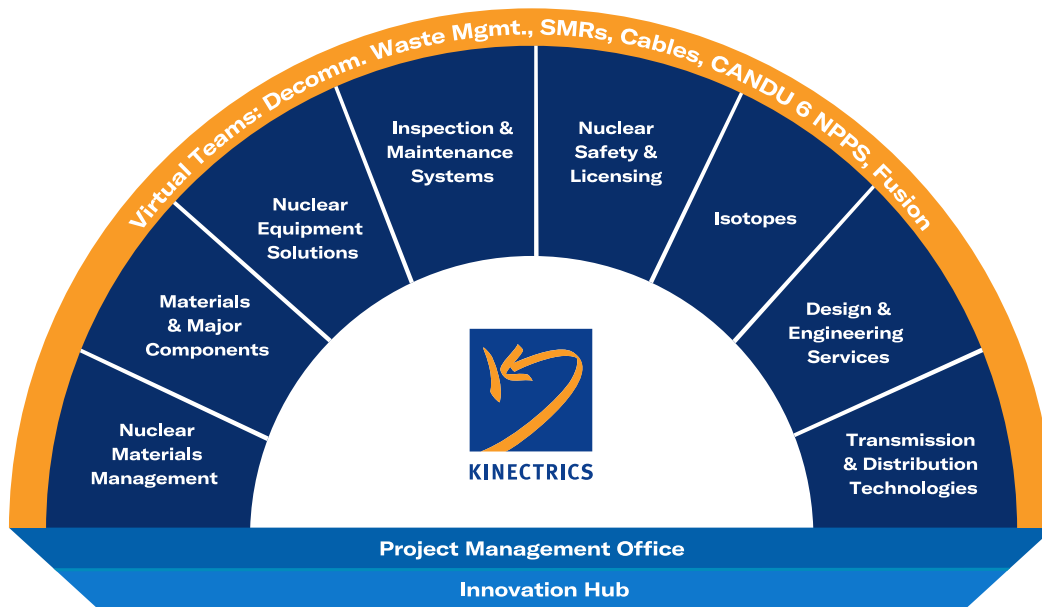 Virtual Teams: Decomm. Waste Mgmt., SMRs, Cables, CANDU 6 NPPS, Fusion
Nuclear
Materials
Management
Materials
& Major
Components
Nuclear
Equipment
Solutions
Inspection &
Maintenance
Systems
Nuclear
Safety &
Licensing
Isotopes
Design &
Engineering
Services
Transmission
& Distribution
Technologies
KINECTRICS
Project Management Office
Innovation Hub